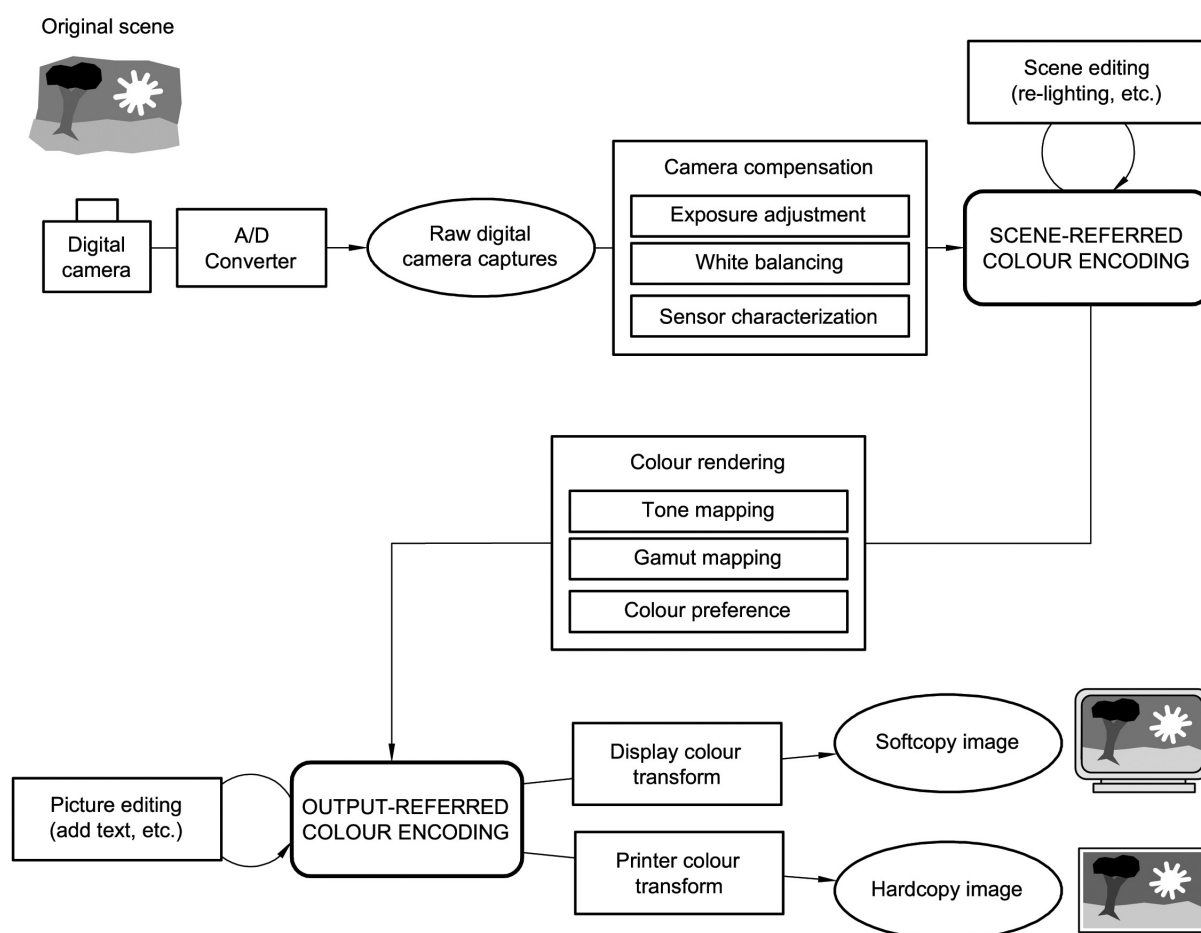 Original scene
Scene editing
(re-lighting, etc.)
Camera compensation
Exposure adjustment
White balancing
Sensor characterization
Digital
camera
A/D
Converter
Raw digital
camera captures
SCENE-REFERRED
COLOUR ENCODING
Colour rendering
Tone mapping
Gamut mapping
Colour preference
Picture editing
(add text, etc.)
OUTPUT-REFERRED
COLOUR ENCODING
Display colour
transform
Softcopy image
Printer colour
transform
Hardcopy image